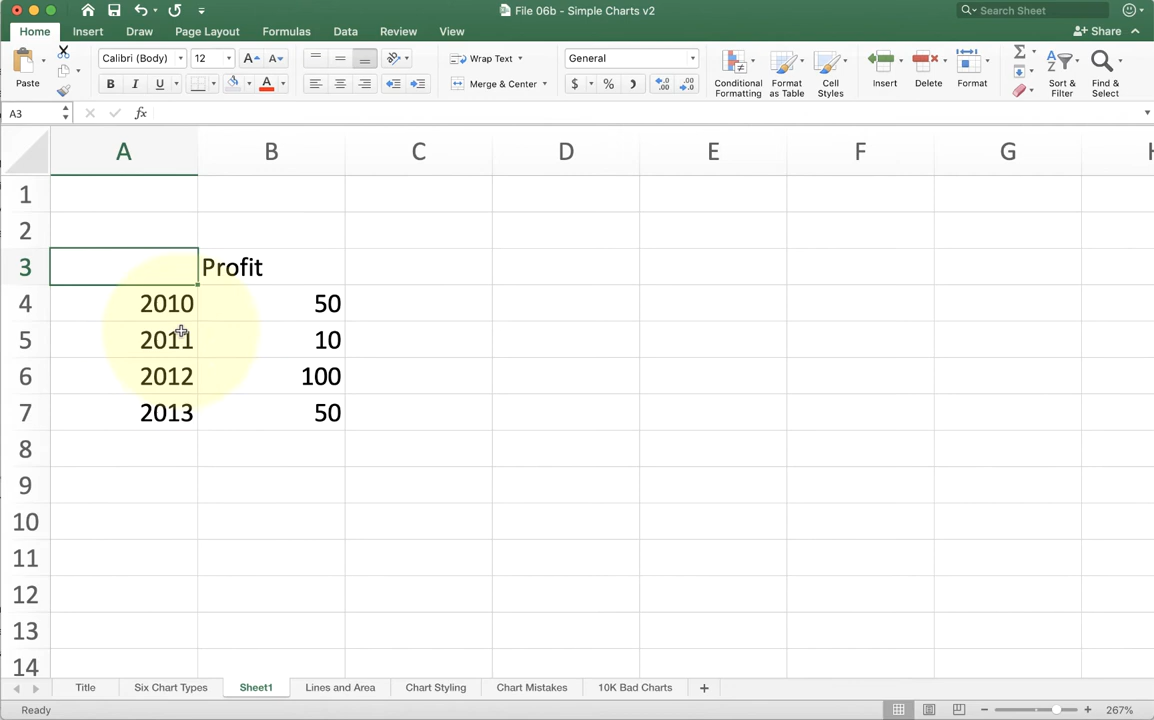 File 06b - Simple Charts v2
Search Sheet
Home Insert Draw Page Layout Formulas Data Review View
Share
Paste
Calibri (Body) 12
A A
B I U
A
Wrap Text
Merge & Center
General
$ % )
.0 .00
.00 .0
Conditional Formatting
Format as Table
Cell Styles
Insert
Delete
Format
Sort & Filter
Find & Select
A3
fx
A B C D E F G H
1
2
3 Profit
4 2010 50
5 2011 10
6 2012 100
7 2013 50
8
9
10
11
12
13
14
Title Six Chart Types Sheet1 Lines and Area Chart Styling Chart Mistakes 10K Bad Charts
Ready
267%